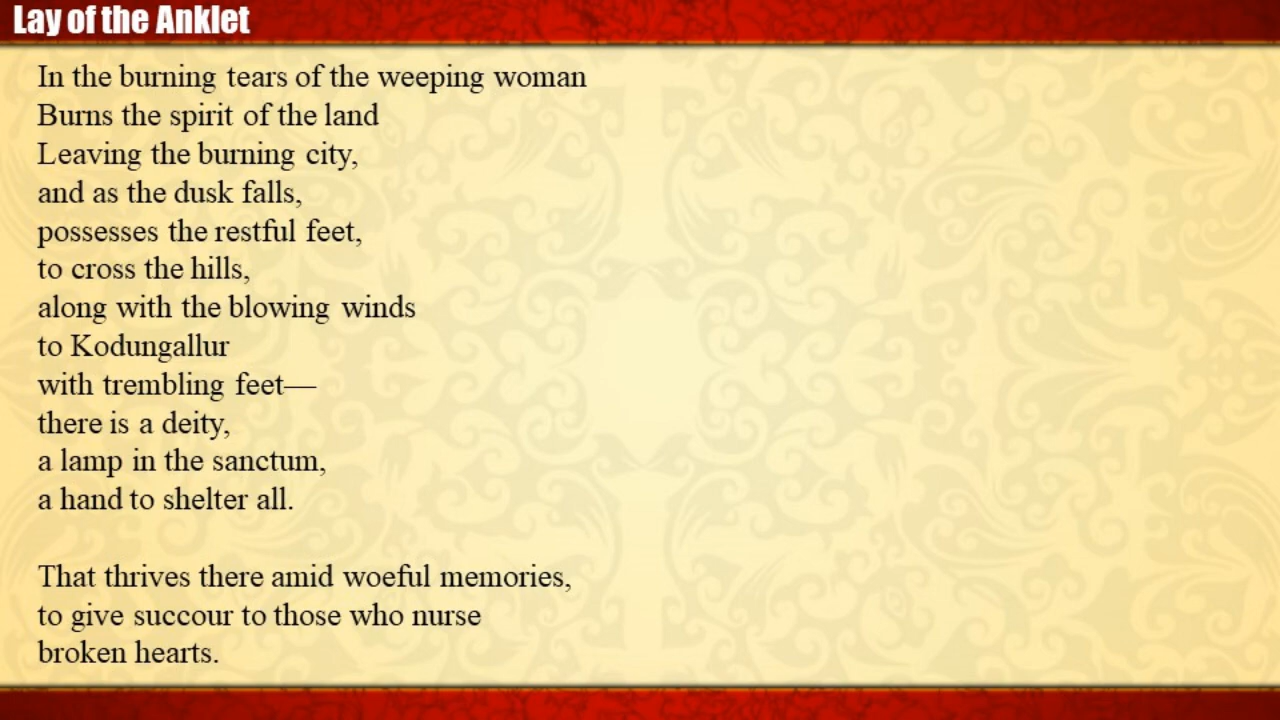 Lay of the Anklet
In the burning tears of the weeping woman
Burns the spirit of the land
Leaving the burning city,
and as the dusk falls,
possesses the restful feet,
to cross the hills,
along with the blowing winds
to Kodungallur
with trembling feet—
there is a deity,
a lamp in the sanctum,
a hand to shelter all.
That thrives there amid woeful memories,
to give succour to those who nurse
broken hearts.